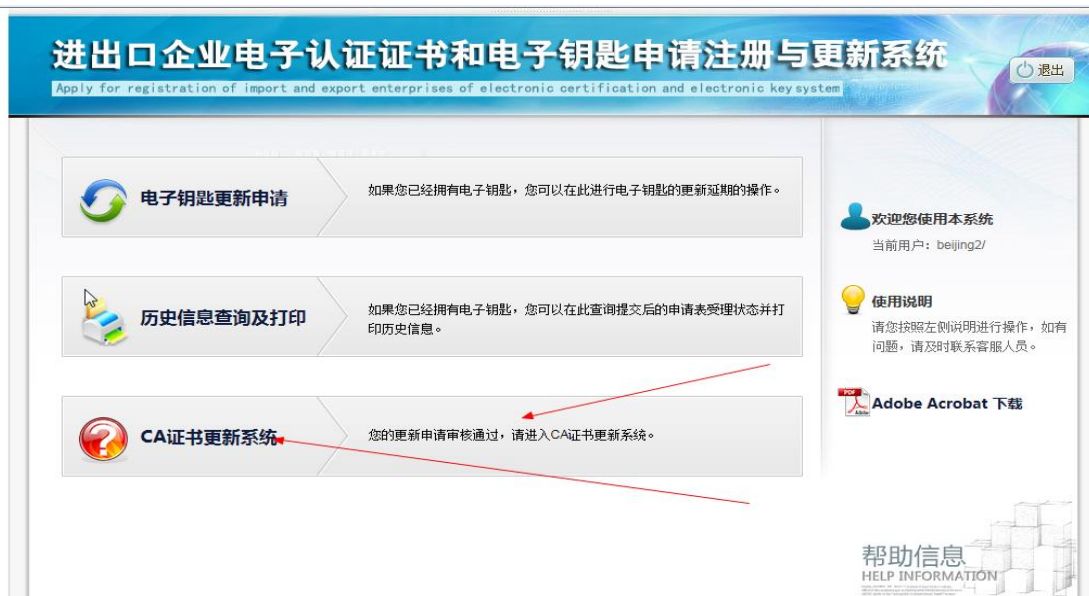 进出口企业电子认证证书和电子钥匙申请注册与更新系统
Apply for registration of import and export enterprises of electronic certification and electronic key system
退出
电子钥匙更新申请
如果您已经拥有电子钥匙，您可以在此进行电子钥匙的更新延期的操作。
历史信息查询及打印
如果您已经拥有电子钥匙，您可以在此查询提交后的申请表受理状态并打
印历史信息。
CA证书更新系统
您的更新申请审核通过，请进入CA证书更新系统。
欢迎您使用本系统
当前用户：beijing2/
使用说明
请您按照左侧说明进行操作，如有
问题，请及时联系客服人员。
PDF
Adobe
Adobe Acrobat 下载
帮助信息
HELP INFORMATION